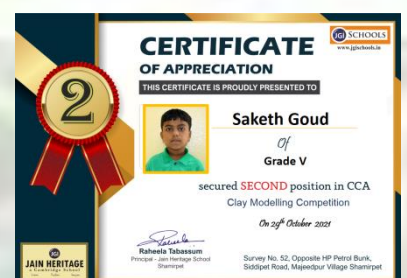 JGI SCHOOLS
www.jgischools.in
CERTIFICATE
OF APPRECIATION
THIS CERTIFICATE IS PROUDLY PRESENTED TO
2
Saketh Goud
Of
Grade V
secured SECOND position in CCA
Clay Modelling Competition
On 29th October 2021
Raheela Tabassum
Principal - Jain Heritage School
Shamirpet
Survey No. 52, Opposite HP Petrol Bunk,
Siddipet Road, Majeedpur Village Shamirpet
JGI
JAIN HERITAGE
a Cambridge School